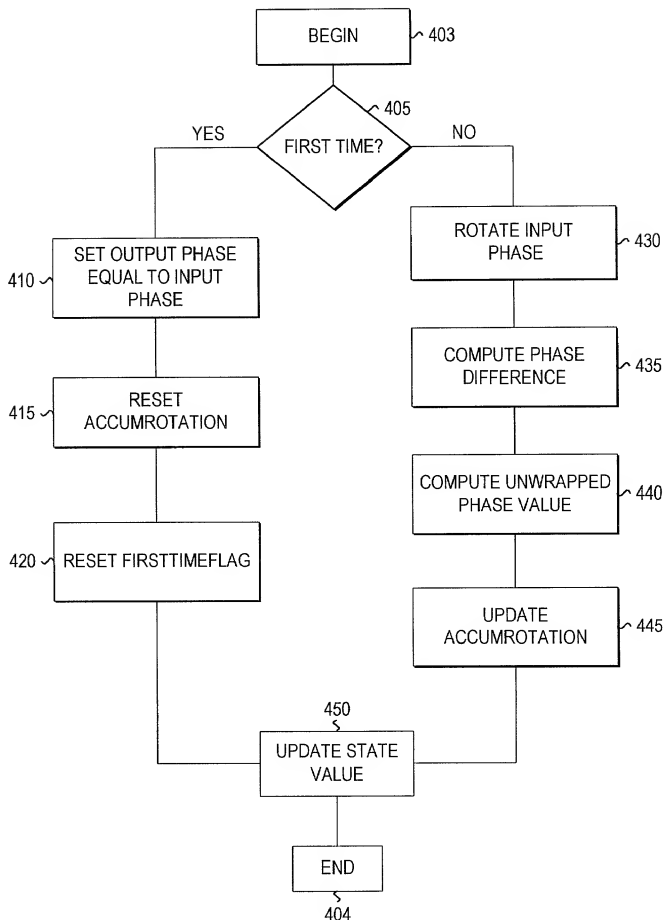 BEGIN
403
405
FIRST TIME?
YES
NO
SET OUTPUT PHASE
EQUAL TO INPUT
PHASE
410
RESET
ACCUMROTATION
415
RESET FIRSTTIMEFLAG
420
ROTATE INPUT
PHASE
430
COMPUTE PHASE
DIFFERENCE
435
COMPUTE UNWRAPPED
PHASE VALUE
440
UPDATE
ACCUMROTATION
445
450
UPDATE STATE
VALUE
END
404